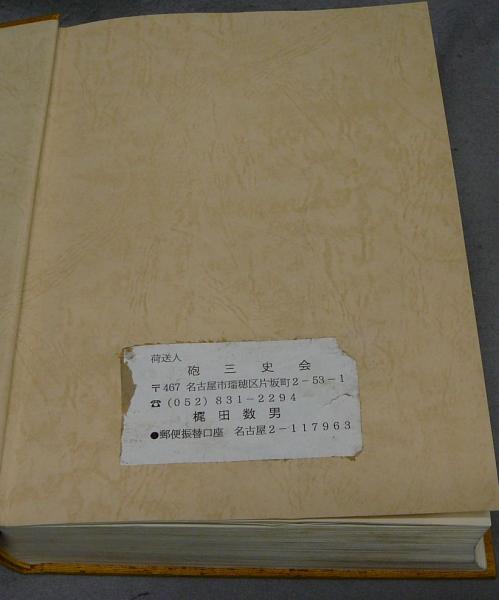 荷送人
砲三史会
〒467 名古屋市瑞穂区片坂町2-53-1
☎(052)831-2294
梶田数男
●郵便振替口座 名古屋2-117963